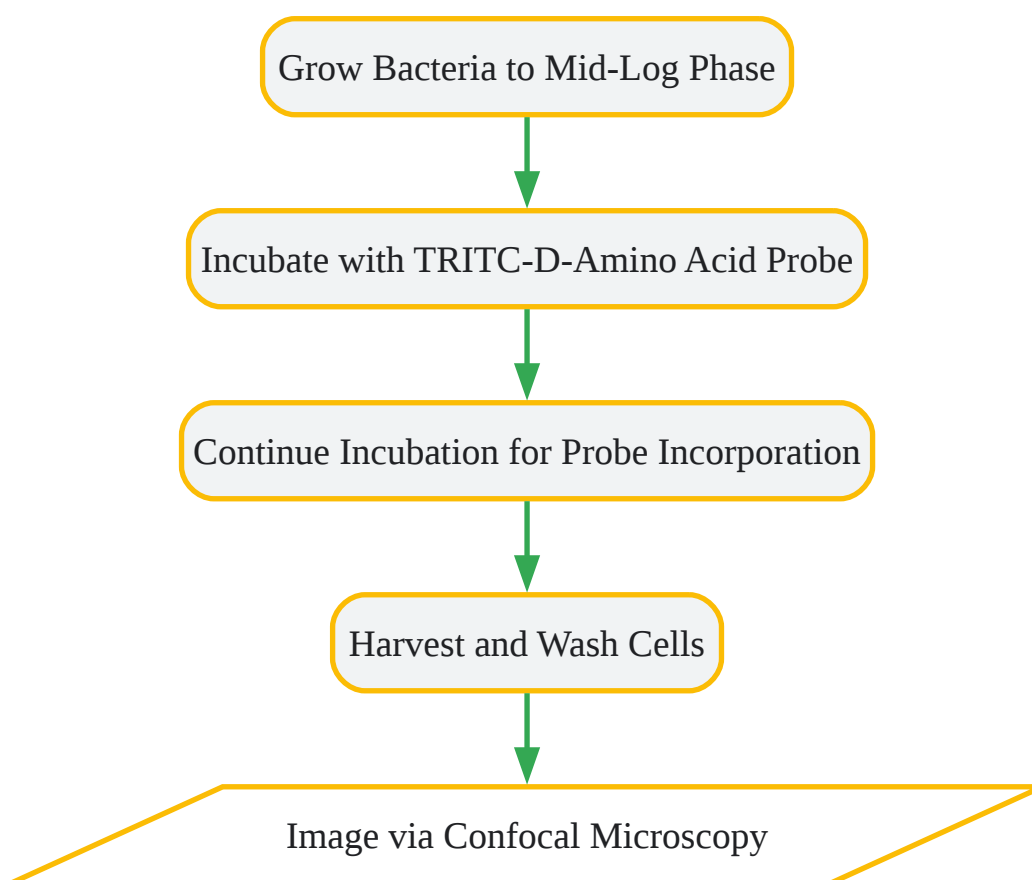 Grow Bacteria to Mid-Log Phase
Incubate with TRITC-D-Amino Acid Probe
Continue Incubation for Probe Incorporation
Harvest and Wash Cells
Image via Confocal Microscopy